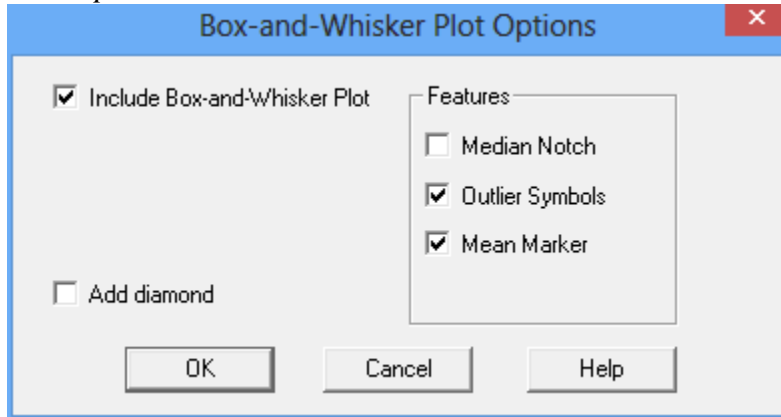 Box-and-Whisker Plot Options
Include Box-and-Whisker Plot
Features
Median Notch
Outlier Symbols
Mean Marker
Add diamond
OK
Cancel
Help